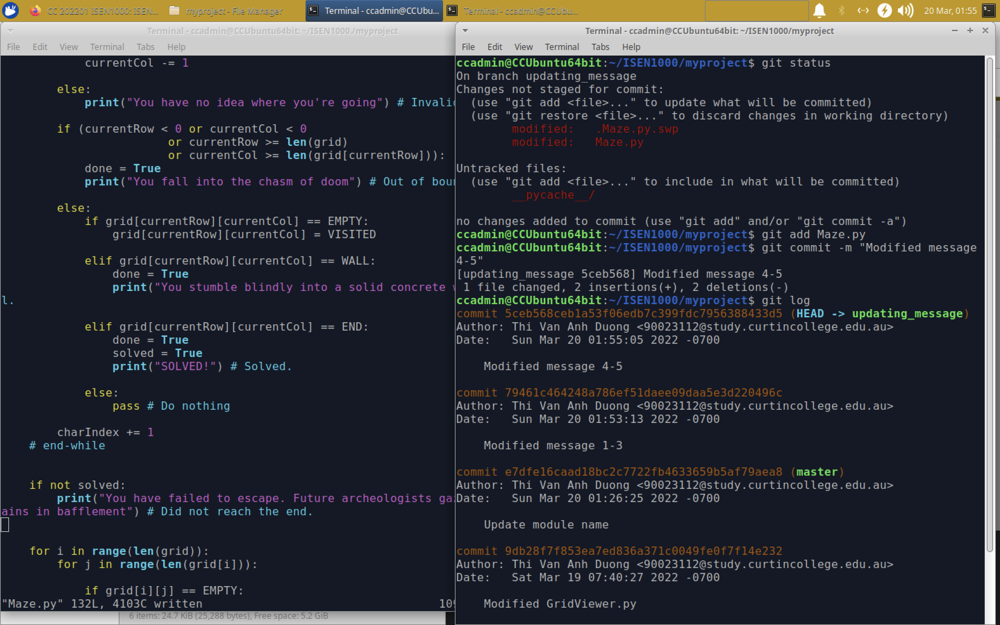 CC 202201 ISEN1000: ISEN...
myproject - File Manager
Terminal - ccadmin@CCUbu...
Terminal - ccadmin@CCUbu...
20 Mar, 01:55
Terminal - ccadmin@CCUbuntu64bit: ~/ISEN1000./myproject
File Edit View Terminal Tabs Help
currentCol -= 1
else:
print("You have no idea where you're going") # Invalid
if (currentRow < 0 or currentCol < 0
or currentRow >= len(grid)
or currentCol >= len(grid[currentRow])):
done = True
print("You fall into the chasm of doom") # Out of boun
else:
if grid[currentRow][currentCol] == EMPTY:
grid[currentRow][currentCol] = VISITED
elif grid[currentRow][currentCol] == WALL:
done = True
print("You stumble blindly into a solid concrete w
l.
elif grid[currentRow][currentCol] == END:
done = True
solved = True
print("SOLVED!") # Solved.
else:
pass # Do nothing
charIndex += 1
# end-while
if not solved:
print("You have failed to escape. Future archeologists gaz
ains in bafflement") # Did not reach the end.
for i in range(len(grid)):
for j in range(len(grid[i])):
if grid[i][j] == EMPTY:
"Maze.py" 132L, 4103C written 109
6 items: 24.7 KiB (25,288 bytes), Free space: 5.2 GiB
Terminal - ccadmin@CCUbuntu64bit: ~/ISEN1000/myproject
File Edit View Terminal Tabs Help
ccadmin@CCUbuntu64bit:~/ISEN1000/myproject$ git status
On branch updating_message
Changes not staged for commit:
(use "git add <file>..." to update what will be committed)
(use "git restore <file>..." to discard changes in working directory)
modified: .Maze.py.swp
modified: Maze.py
Untracked files:
(use "git add <file>..." to include in what will be committed)
__pycache__/
no changes added to commit (use "git add" and/or "git commit -a")
ccadmin@CCUbuntu64bit:~/ISEN1000/myproject$ git add Maze.py
ccadmin@CCUbuntu64bit:~/ISEN1000/myproject$ git commit -m "Modified message
4-5"
[updating_message 5ceb568] Modified message 4-5
1 file changed, 2 insertions(+), 2 deletions(-)
ccadmin@CCUbuntu64bit:~/ISEN1000/myproject$ git log
commit 5ceb568ceb1a53f06edb7c399fdc7956388433d5 (HEAD -> updating_message)
Author: Thi Van Anh Duong <90023112@study.curtincollege.edu.au>
Date: Sun Mar 20 01:55:05 2022 -0700
Modified message 4-5
commit 79461c464248a786ef51daee09daa5e3d220496c
Author: Thi Van Anh Duong <90023112@study.curtincollege.edu.au>
Date: Sun Mar 20 01:53:13 2022 -0700
Modified message 1-3
commit e7dfe16caad18bc2c7722fb4633659b5af79aea8 (master)
Author: Thi Van Anh Duong <90023112@study.curtincollege.edu.au>
Date: Sun Mar 20 01:26:25 2022 -0700
Update module name
commit 9db28f7f853ea7ed836a371c0049fe0f7f14e232
Author: Thi Van Anh Duong <90023112@study.curtincollege.edu.au>
Date: Sat Mar 19 07:40:27 2022 -0700
Modified GridViewer.py